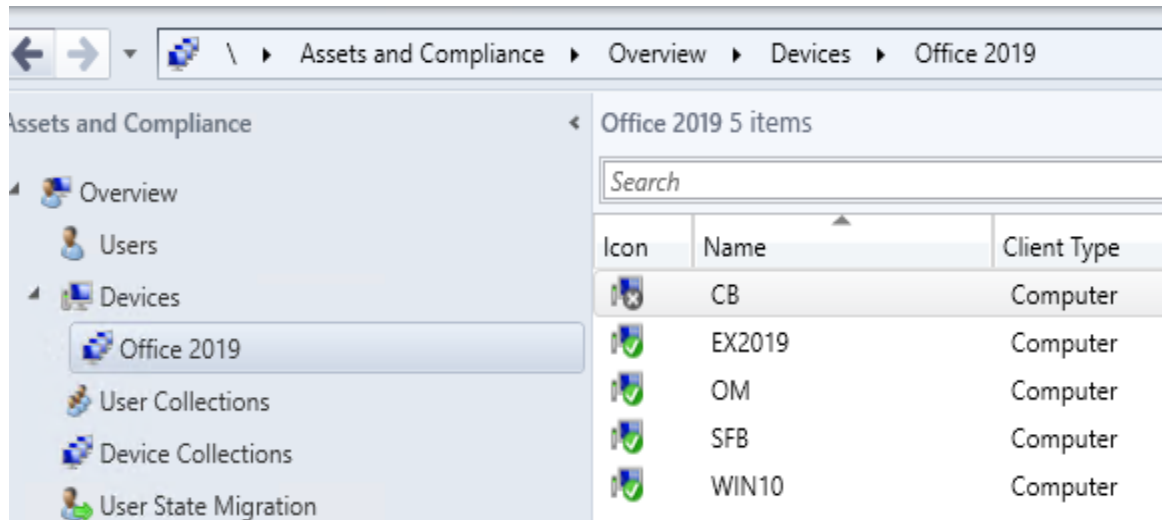 \ Assets and Compliance Overview Devices Office 2019
Assets and Compliance
Overview
Users
Devices
Office 2019
User Collections
Device Collections
User State Migration
Office 2019 5 items
Search
Icon Name Client Type
CB Computer
EX2019 Computer
OM Computer
SFB Computer
WIN10 Computer